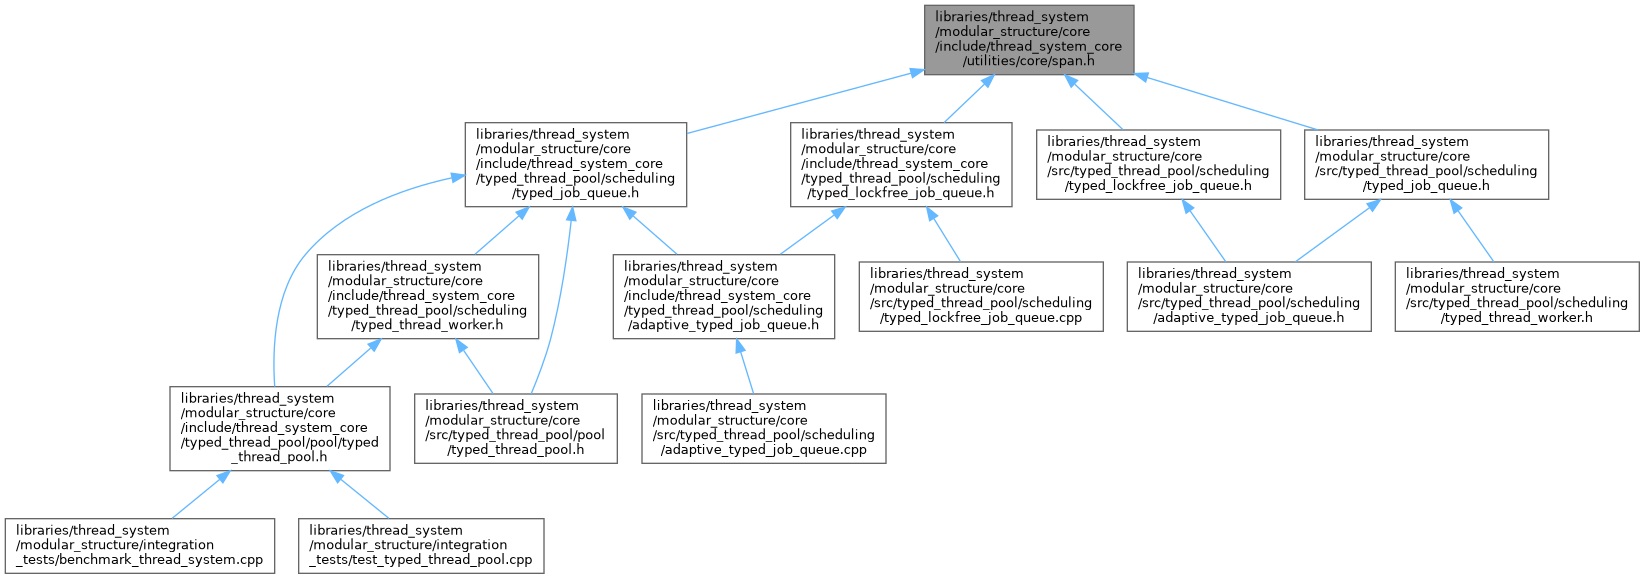 libraries/thread_system
/modular_structure/core
/include/thread_system_core
/utilities/core/span.h
libraries/thread_system
/modular_structure/core
/include/thread_system_core
/typed_thread_pool/scheduling
/typed_job_queue.h
libraries/thread_system
/modular_structure/core
/include/thread_system_core
/typed_thread_pool/scheduling
/typed_lockfree_job_queue.h
libraries/thread_system
/modular_structure/core
/src/typed_thread_pool/scheduling
/typed_lockfree_job_queue.h
libraries/thread_system
/modular_structure/core
/src/typed_thread_pool/scheduling
/typed_job_queue.h
libraries/thread_system
/modular_structure/core
/include/thread_system_core
/typed_thread_pool/scheduling
/typed_thread_worker.h
libraries/thread_system
/modular_structure/core
/include/thread_system_core
/typed_thread_pool/scheduling
/adaptive_typed_job_queue.h
libraries/thread_system
/modular_structure/core
/src/typed_thread_pool/scheduling
/typed_lockfree_job_queue.cpp
libraries/thread_system
/modular_structure/core
/src/typed_thread_pool/scheduling
/adaptive_typed_job_queue.h
libraries/thread_system
/modular_structure/core
/src/typed_thread_pool/scheduling
/typed_thread_worker.h
libraries/thread_system
/modular_structure/core
/include/thread_system_core
/typed_thread_pool/pool/typed
_thread_pool.h
libraries/thread_system
/modular_structure/core
/src/typed_thread_pool/pool
/typed_thread_pool.h
libraries/thread_system
/modular_structure/core
/src/typed_thread_pool/scheduling
/adaptive_typed_job_queue.cpp
libraries/thread_system
/modular_structure/integration
_tests/benchmark_thread_system.cpp
libraries/thread_system
/modular_structure/integration
_tests/test_typed_thread_pool.cpp